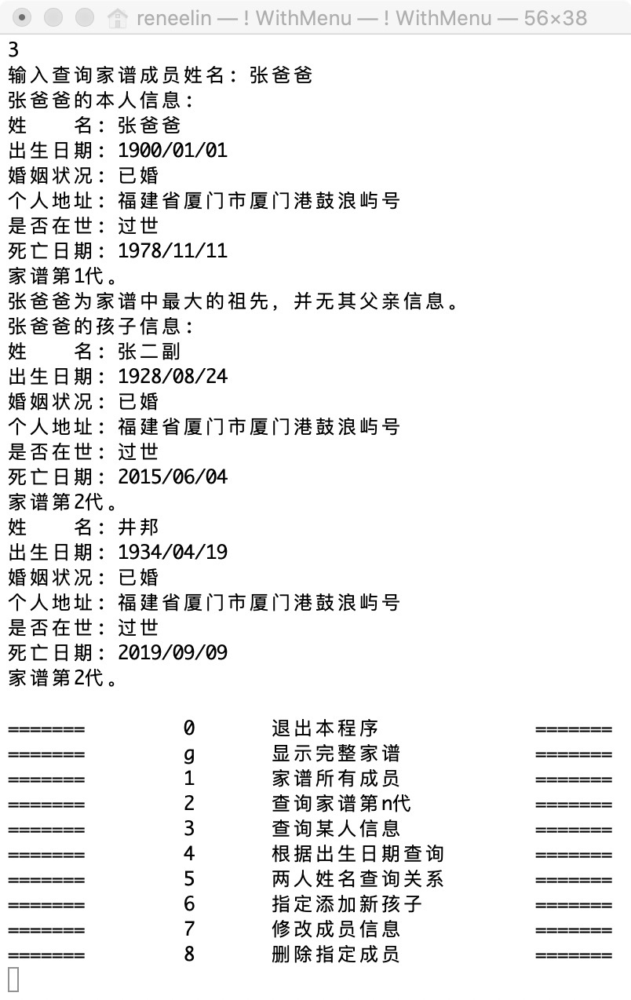 reneelin — ! WithMenu — ! WithMenu — 56×38
3
输入查询家谱成员姓名：张爸爸
张爸爸的本人信息：
姓    名：张爸爸
出生日期：1900/01/01
婚姻状况：已婚
个人地址：福建省厦门市厦门港鼓浪屿号
是否在世：过世
死亡日期：1978/11/11
家谱第1代。
张爸爸为家谱中最大的祖先，并无其父亲信息。
张爸爸的孩子信息：
姓    名：张二副
出生日期：1928/08/24
婚姻状况：已婚
个人地址：福建省厦门市厦门港鼓浪屿号
是否在世：过世
死亡日期：2015/06/04
家谱第2代。
姓    名：井邦
出生日期：1934/04/19
婚姻状况：已婚
个人地址：福建省厦门市厦门港鼓浪屿号
是否在世：过世
死亡日期：2019/09/09
家谱第2代。
=======         0       退出本程序            =======
=======         g       显示完整家谱          =======
=======         1       家谱所有成员          =======
=======         2       查询家谱第n代         =======
=======         3       查询某人信息          =======
=======         4       根据出生日期查询      =======
=======         5       两人姓名查询关系      =======
=======         6       指定添加新孩子        =======
=======         7       修改成员信息          =======
=======         8       删除指定成员          =======